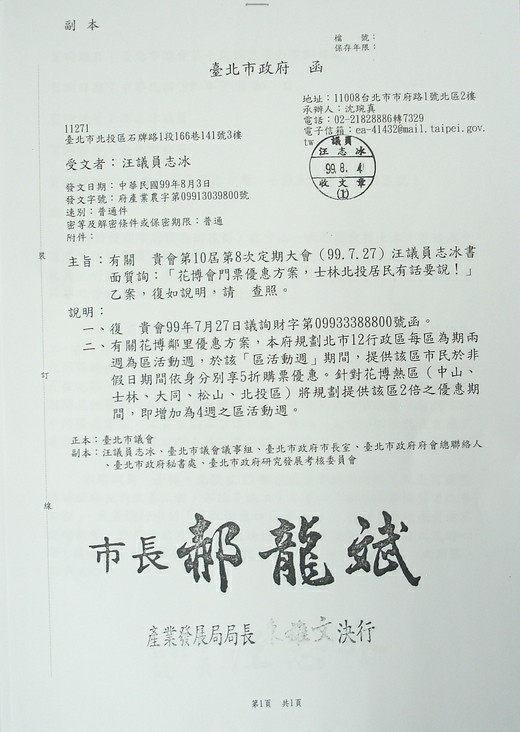 副本
檔　　號：
保存年限：
臺北市政府　函
地址：11008台北市市府路1號北區2樓
承辦人：沈琬真
電話：02-21828886轉7329
電子信箱：ea-41432@mail.taipei.gov.
tw
11271
臺北市北投區石牌路1段166巷141號3樓
受文者：汪議員志冰
議員
汪志冰
99.8.4
收文章
(1)
發文日期：中華民國99年8月3日
發文字號：府產業農字第09913039800號
速別：普通件
密等及解密條件或保密期限：普通
附件：
主旨：有關　貴會第10屆第8次定期大會（99.7.27）汪議員志冰書
面質詢：「花博會門票優惠方案，士林北投居民有話要說！」
乙案，復如說明，請　查照。
說明：
一、復　貴會99年7月27日議詢財字第09933388800號函。
二、有關花博鄰里優惠方案，本府規劃北市12行政區每區為期兩
週為區活動週，於該「區活動週」期間，提供該區市民於非
假日期間依身分別享5折購票優惠。針對花博熱區（中山、
士林、大同、松山、北投區）將規劃提供該區2倍之優惠期
間，即增加為4週之區活動週。
正本：臺北市議會
副本：汪議員志冰、臺北市議會議事組、臺北市政府市長室、臺北市政府府會總聯絡人
、臺北市政府秘書處、臺北市政府研究發展考核委員會
裝
訂
線
市長 郝龍斌
產業發展局局長 雄文決行
第1頁　共1頁